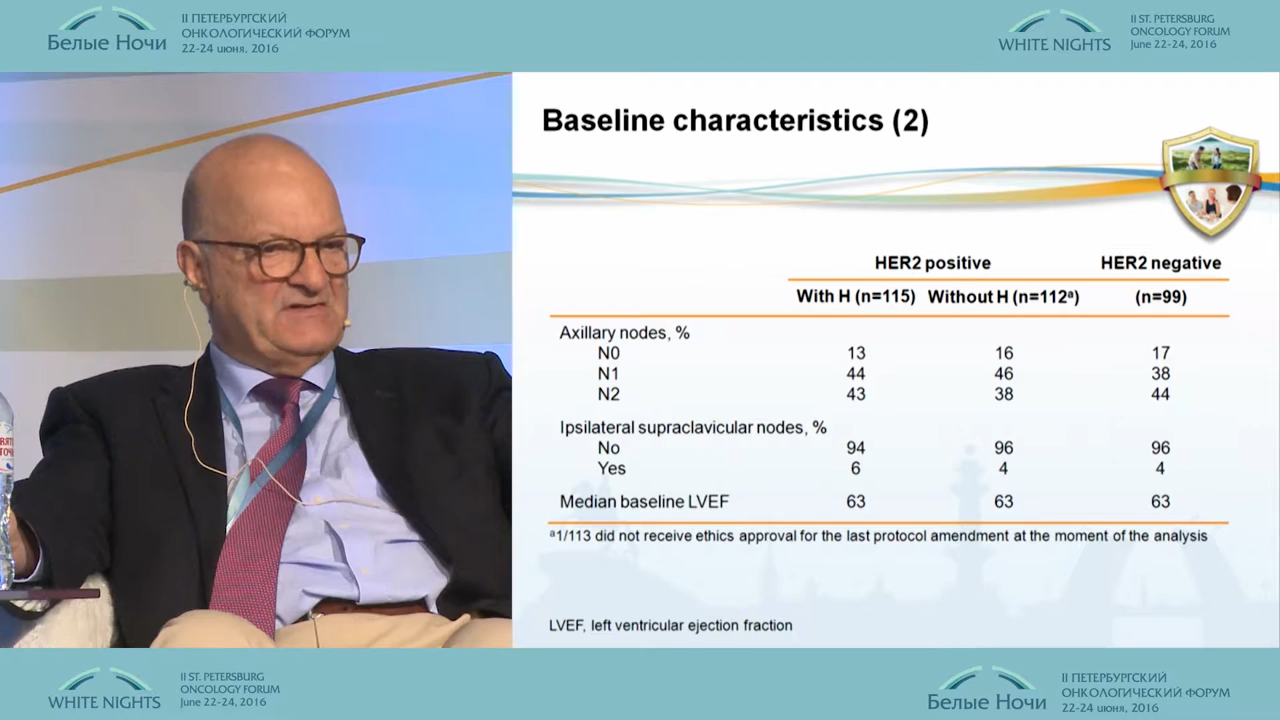 Белые Ночи
II ПЕТЕРБУРГСКИЙ
ОНКОЛОГИЧЕСКИЙ ФОРУМ
22-24 июня, 2016
WHITE NIGHTS
II ST. PETERSBURG
ONCOLOGY FORUM
June 22-24, 2016
Baseline characteristics (2)
HER2 positive HER2 negative
With H (n=115) Without H (n=112ᵃ) (n=99)
Axillary nodes, %
N0 13 16 17
N1 44 46 38
N2 43 38 44
Ipsilateral supraclavicular nodes, %
No 94 96 96
Yes 6 4 4
Median baseline LVEF 63 63 63
ᵃ1/113 did not receive ethics approval for the last protocol amendment at the moment of the analysis
LVEF, left ventricular ejection fraction
WHITE NIGHTS
II ST. PETERSBURG
ONCOLOGY FORUM
June 22-24, 2016
Белые Ночи
II ПЕТЕРБУРГСКИЙ
ОНКОЛОГИЧЕСКИЙ ФОРУМ
22-24 июня, 2016